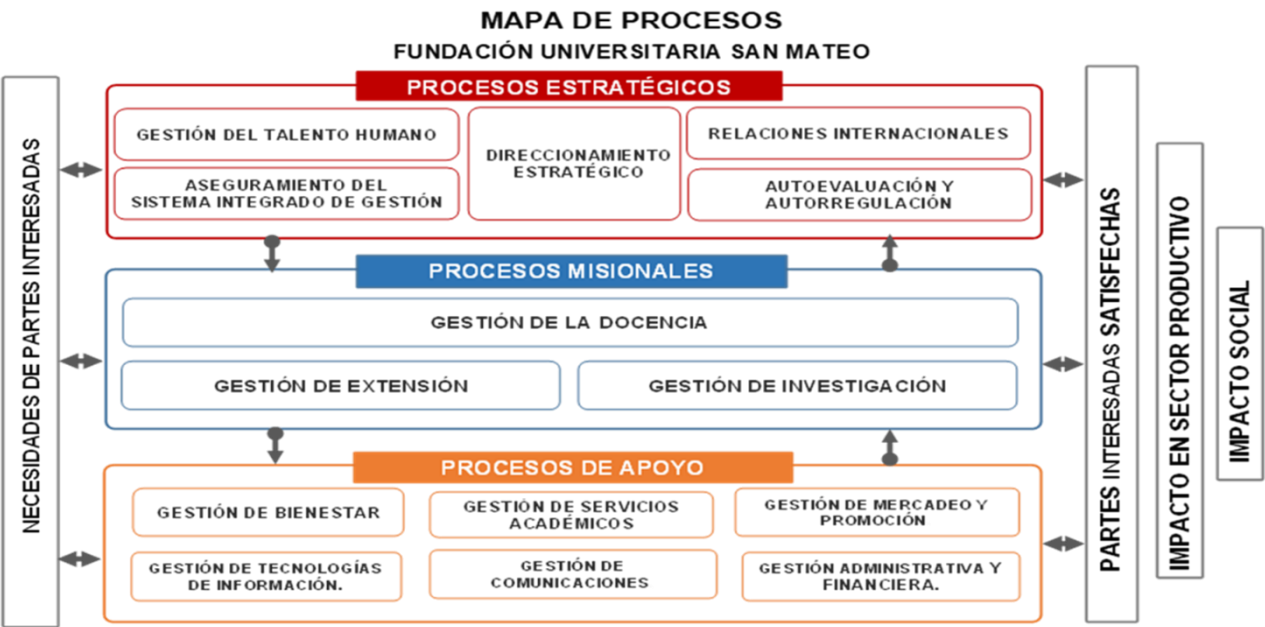 MAPA DE PROCESOS
FUNDACIÓN UNIVERSITARIA SAN MATEO
NECESIDADES DE PARTES INTERESADAS
PROCESOS ESTRATÉGICOS
GESTIÓN DEL TALENTO HUMANO
ASEGURAMIENTO DEL
SISTEMA INTEGRADO DE GESTIÓN
DIRECCIONAMIENTO
ESTRATÉGICO
RELACIONES INTERNACIONALES
AUTOEVALUACIÓN Y
AUTORREGULACIÓN
PROCESOS MISIONALES
GESTIÓN DE LA DOCENCIA
GESTIÓN DE EXTENSIÓN
GESTIÓN DE INVESTIGACIÓN
PROCESOS DE APOYO
GESTIÓN DE BIENESTAR
GESTIÓN DE SERVICIOS
ACADÉMICOS
GESTIÓN DE MERCADEO Y
PROMOCIÓN
GESTIÓN DE TECNOLOGÍAS
DE INFORMACIÓN.
GESTIÓN DE
COMUNICACIONES
GESTIÓN ADMINISTRATIVA Y
FINANCIERA.
PARTES INTERESADAS SATISFECHAS
IMPACTO EN SECTOR PRODUCTIVO
IMPACTO SOCIAL